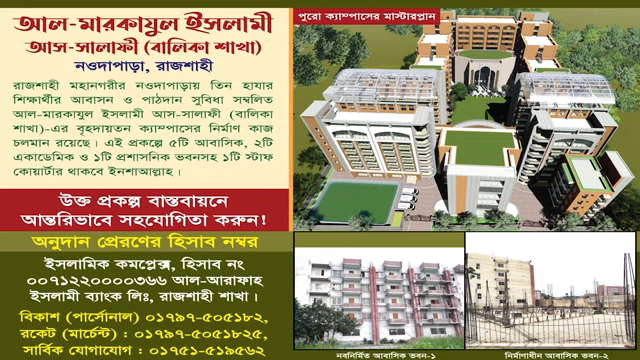 আল-মারকাযুল ইসলামী
আস-সালাফী (বালিকা শাখা)
নওদাপাড়া, রাজশাহী
রাজশাহী মহানগরীর নওদাপাড়ায় তিন হাযার
শিক্ষার্থীর আবাসন ও পাঠদান সুবিধা সম্বলিত
আল-মারকাযুল ইসলামী আস-সালাফী (বালিকা
শাখা)-এর বৃহদায়তন ক্যাম্পাসের নির্মাণ কাজ
চলমান রয়েছে। এই প্রকল্পে ৫টি আবাসিক, ২টি
একাডেমিক ও ১টি প্রশাসনিক ভবনসহ ১টি স্টাফ
কোয়ার্টার থাকবে ইনশাআল্লাহ।
উক্ত প্রকল্প বাস্তবায়নে
আন্তরিভাবে সহযোগিতা করুন!
অনুদান প্রেরণের হিসাব নম্বর
ইসলামিক কমপ্লেক্স, হিসাব নং
০০৭১২২০০০০৩৬৬ আল-আরাফাহ
ইসলামী ব্যাংক লিঃ, রাজশাহী শাখা।
বিকাশ (পার্সোনাল) ০১৭৯৭-৫০৫১৮২,
রকেট (মার্চেন্ট) : ০১৭৯৭-৫০৫১৮২৫,
সার্বিক যোগাযোগ : ০১৭৫১-৫১৯৫৬২
পুরো ক্যাম্পাসের মাস্টারপ্লান
নবনির্মিত আবাসিক ভবন-১
নির্মাণাধীন আবাসিক ভবন-২